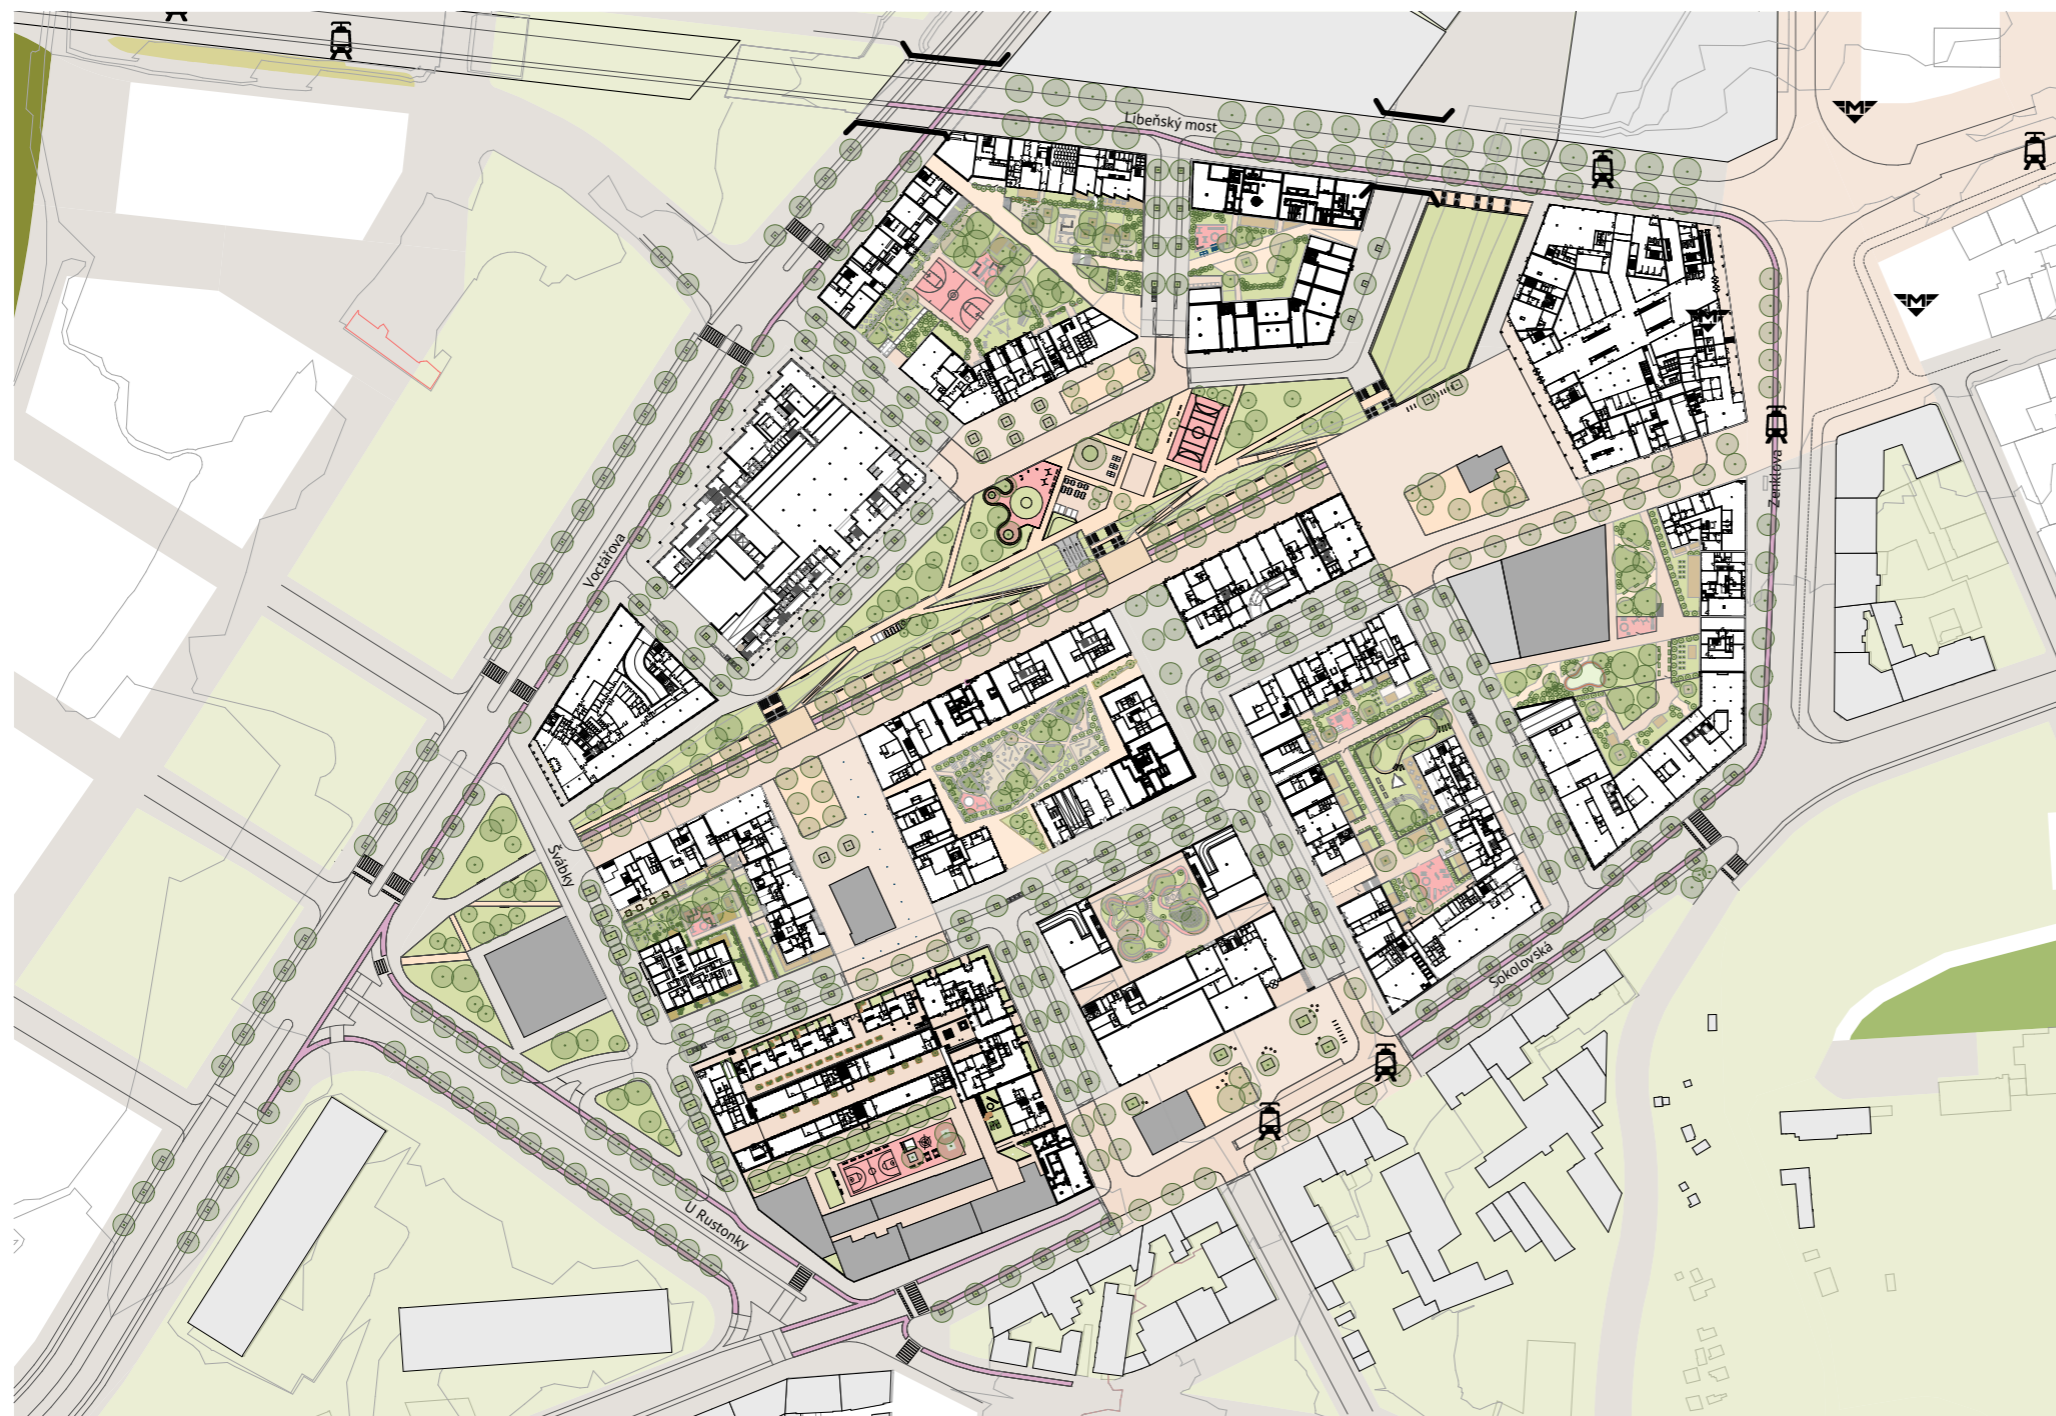 Libeňský most
Zenklova
Voctářova
Švábky
Sokolovská
U Rustonky
M
M
M